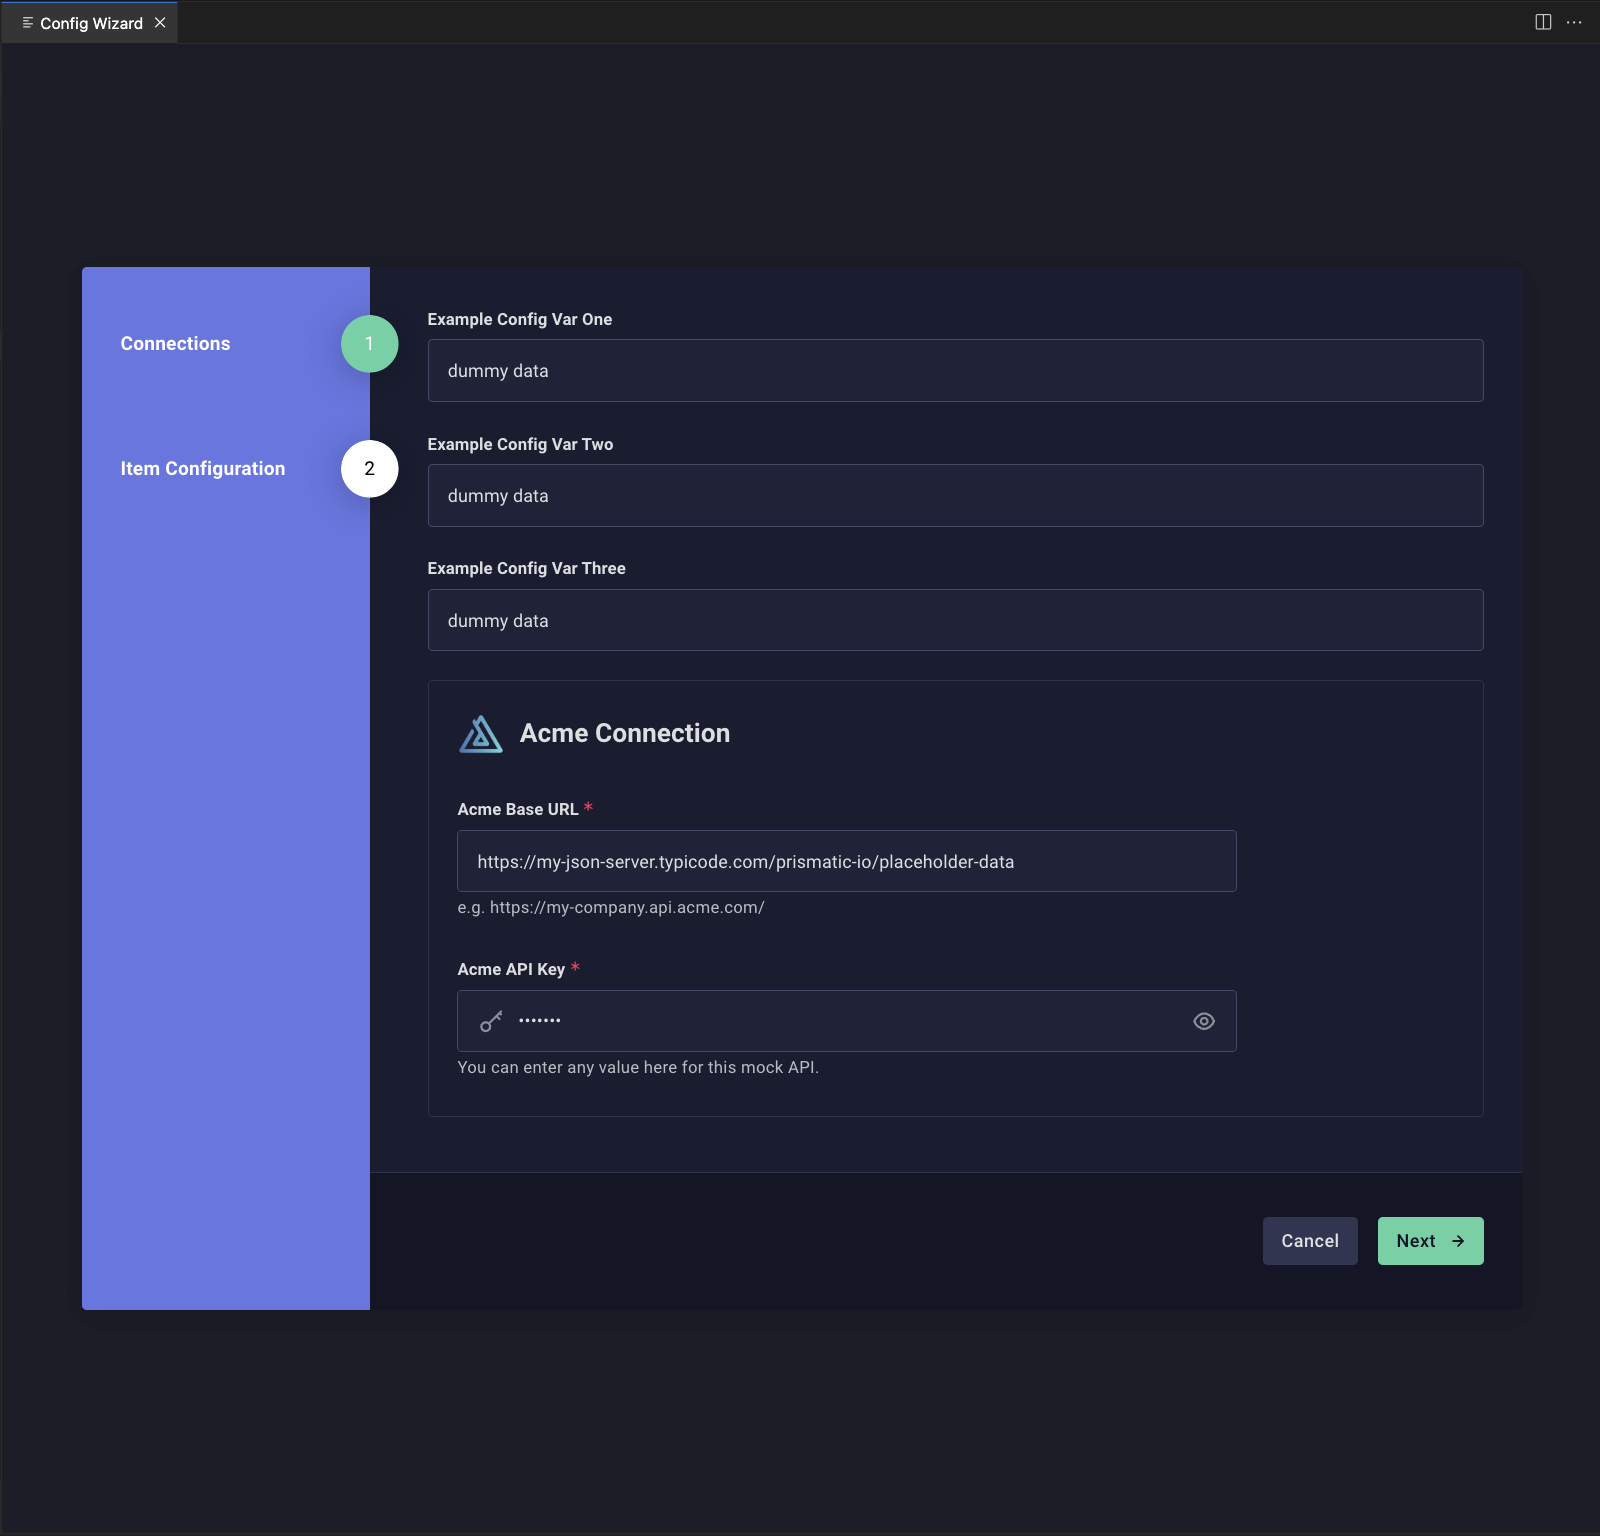 Config Wizard
Connections
1
Item Configuration
2
Example Config Var One
dummy data
Example Config Var Two
dummy data
Example Config Var Three
dummy data
Acme Connection
Acme Base URL *
https://my-json-server.typicode.com/prismatic-io/placeholder-data
e.g. https://my-company.api.acme.com/
Acme API Key *
•••••••
You can enter any value here for this mock API.
Cancel
Next →